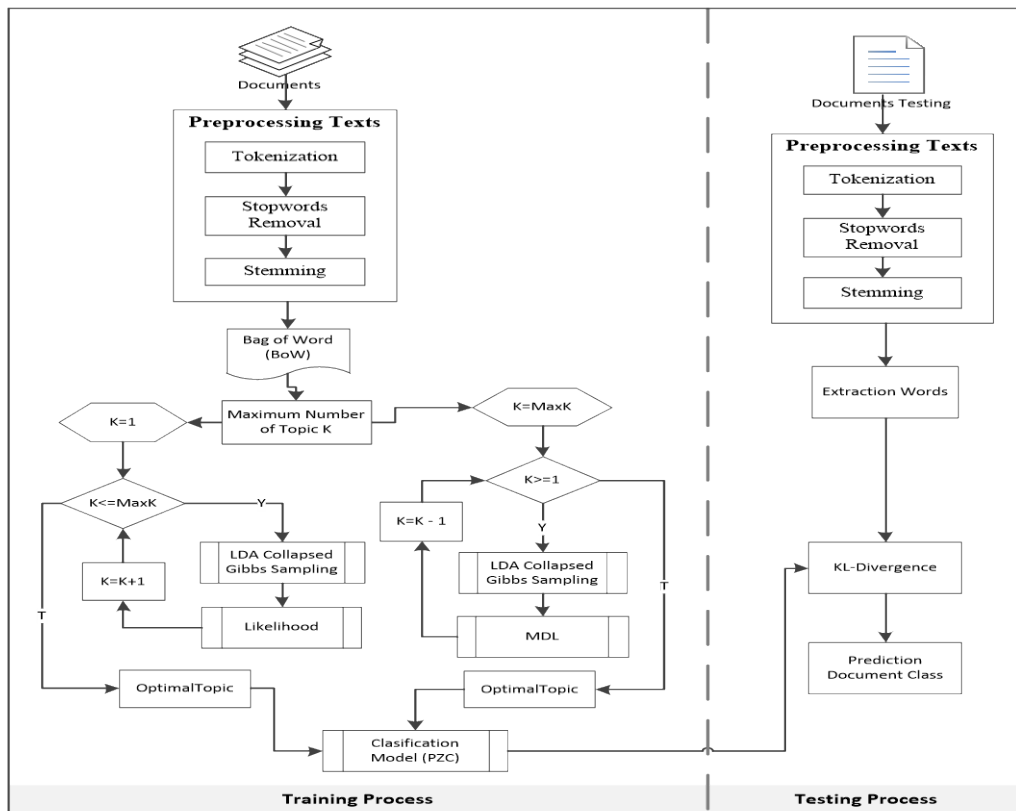 Documents
Preprocessing Texts
Tokenization
Stopwords
Removal
Stemming
Bag of Word
(BoW)
Maximum Number
of Topic K
K=1
K<=MaxK
Y
LDA Collapsed
Gibbs Sampling
K=K+1
Likelihood
T
OptimalTopic
K=MaxK
K>=1
K=K - 1
Y
LDA Collapsed
Gibbs Sampling
T
MDL
OptimalTopic
Clasification
Model (PZC)
Training Process
Documents Testing
Preprocessing Texts
Tokenization
Stopwords
Removal
Stemming
Extraction Words
KL-Divergence
Prediction
Document Class
Testing Process